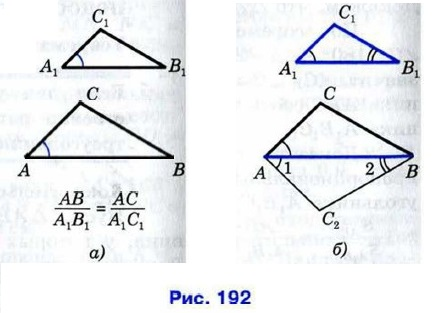 C₁
A₁ B₁
C
A B
AB/A₁B₁ = AC/A₁C₁
а)
C₁
A₁ B₁
C
A 1 2 B
C₂
б)
Рис. 192